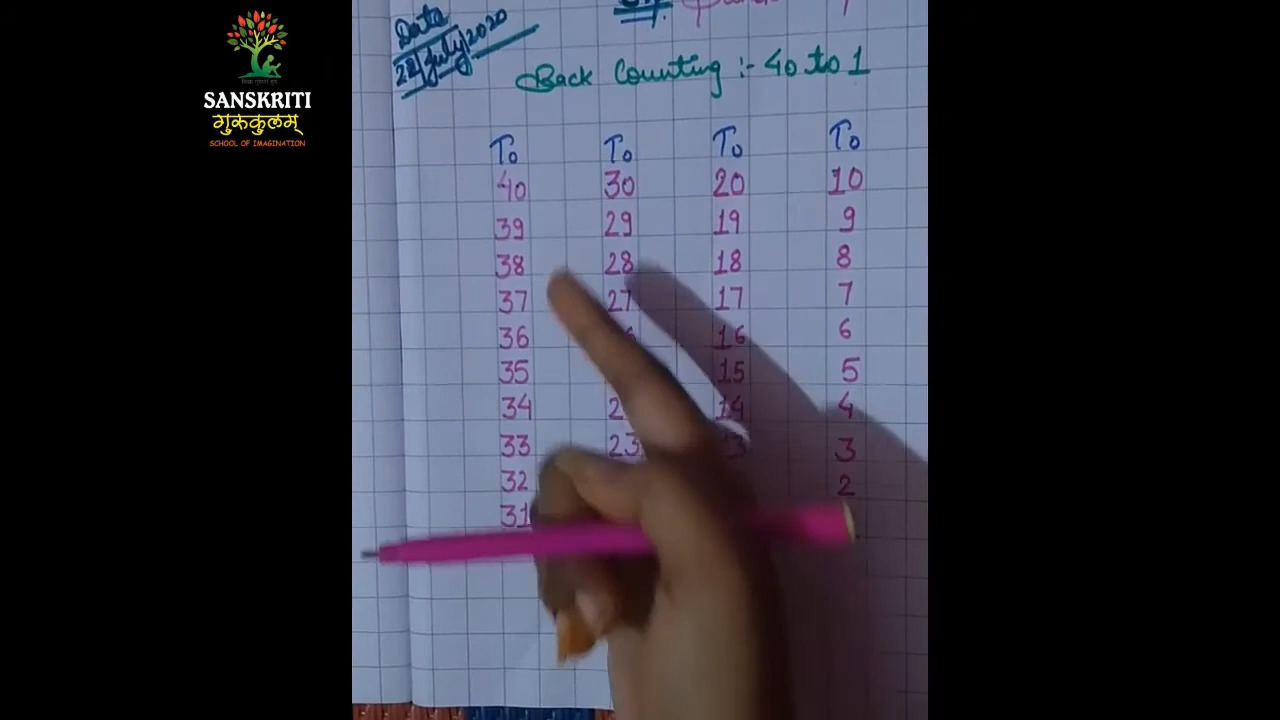 SANSKRITI
गुरुकुलम्
SCHOOL OF IMAGINATION
Date
22/July/2020
Back Counting :- 40 to 1
To To To To
40 30 20 10
39 29 19 9
38 28 18 8
37 27 17 7
36 16 6
35 15 5
34 14 4
33 23 3
32 2
31